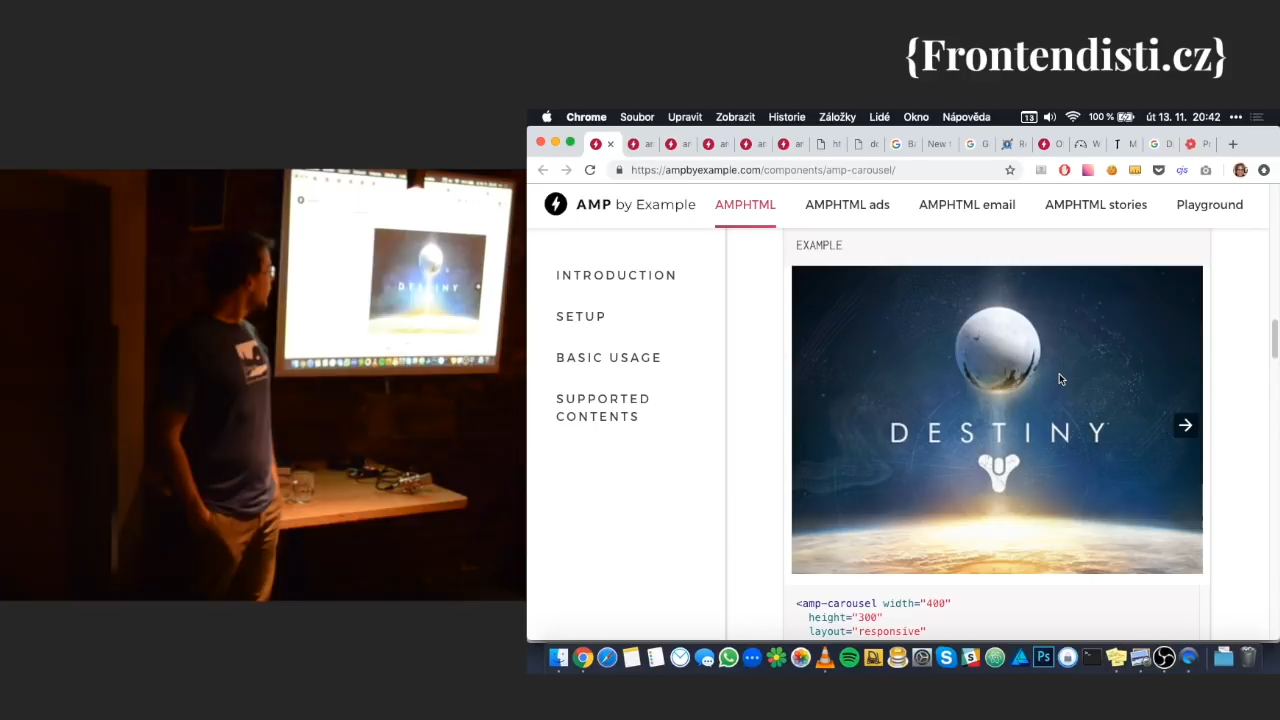 {Frontendisti.cz}
Chrome Soubor Upravit Zobrazit Historie Záložky Lidé Okno Nápověda 13 100 % út 13. 11. 20:42
https://ampbyexample.com/components/amp-carousel/
AMP by Example AMPHTML AMPHTML ads AMPHTML email AMPHTML stories Playground
EXAMPLE
INTRODUCTION
SETUP
BASIC USAGE
SUPPORTED
CONTENTS
DESTINY
<amp-carousel width="400"
height="300"
layout="responsive"